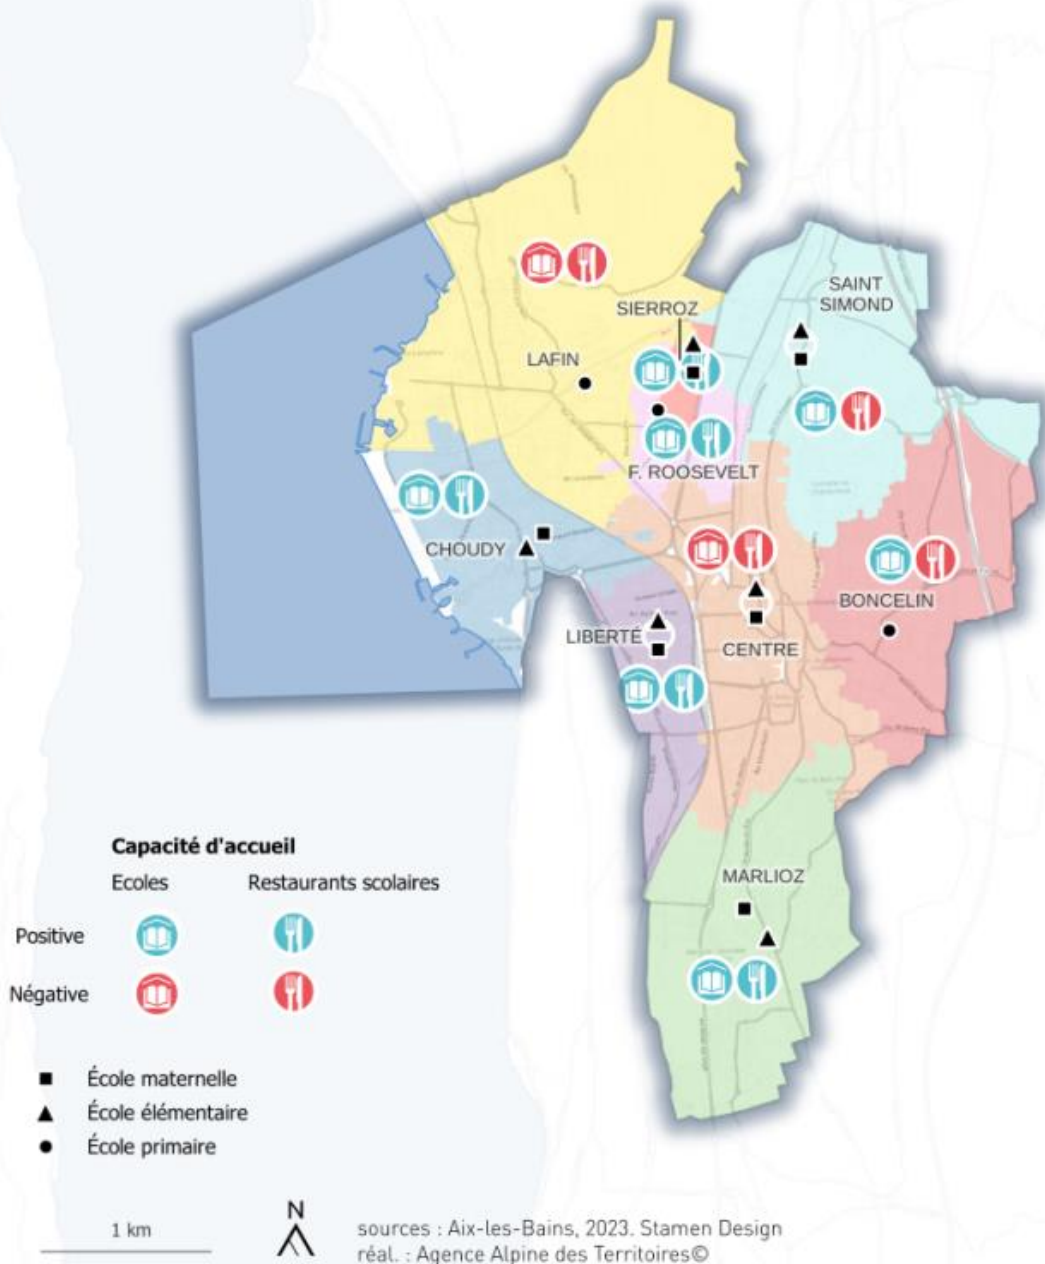 SAINT
SIMOND
SIERROZ
LAFIN
F. ROOSEVELT
CHOUDY
BONCELIN
LIBERTÉ
CENTRE
MARLIOZ
Capacité d'accueil
Ecoles Restaurants scolaires
Positive
Négative
École maternelle
École élémentaire
École primaire
1 km
N
sources : Aix-les-Bains, 2023. Stamen Design
réal. : Agence Alpine des Territoires©